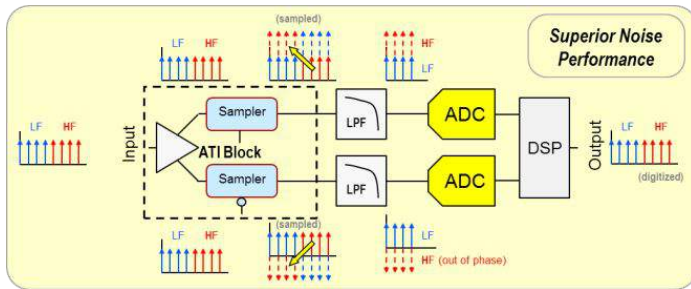 (sampled)
Superior Noise
Performance
LF HF
HF
LF
Sampler
LPF
ADC
LF HF
Input
ATI Block
DSP
Output
LF HF
(digitized)
Sampler
LPF
ADC
LF HF
(sampled)
LF
HF (out of phase)